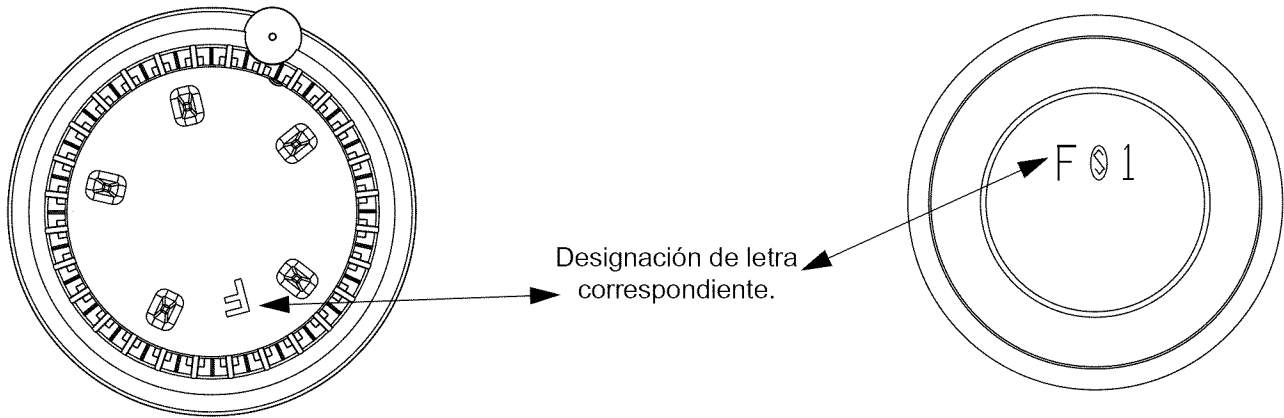 F S 1
Designación de letra
correspondiente.
F